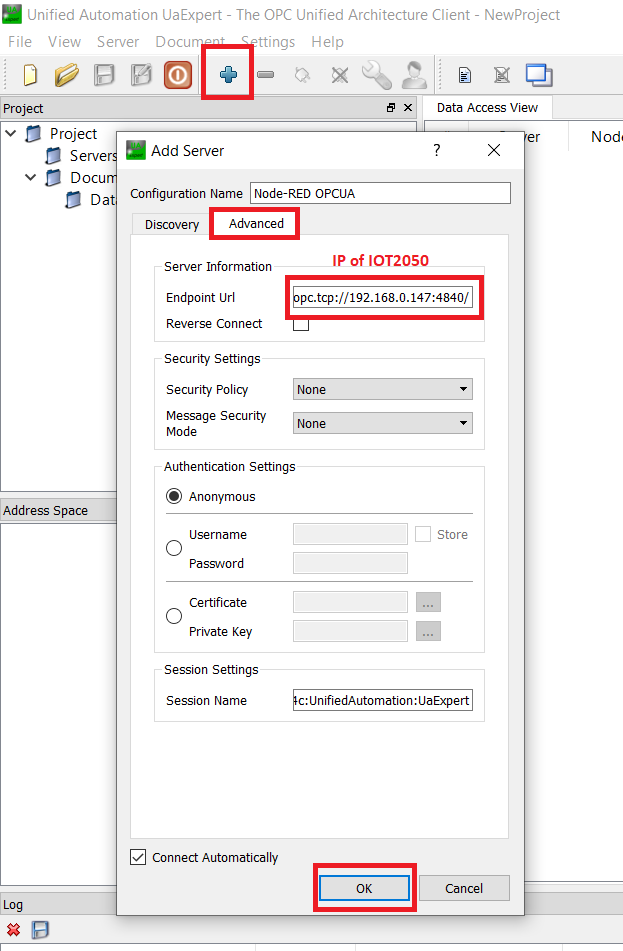 Unified Automation UaExpert - The OPC Unified Architecture Client - NewProject
File View Server Document Settings Help
Project
Data Access View
Project
Servers
Node
Add Server
?
Configuration Name Node-RED OPCUA
Discovery Advanced
IP of IOT2050
Server Information
Endpoint Url opc.tcp://192.168.0.147:4840/
Reverse Connect
Security Settings
Security Policy None
Message Security
Mode
None
Authentication Settings
Anonymous
Username
Store
Password
Certificate ...
Private Key ...
Session Settings
Session Name 4c:UnifiedAutomation:UaExpert
Connect Automatically
OK Cancel
Address Space
Log